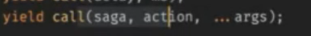 yield call(saga, action, ...args);